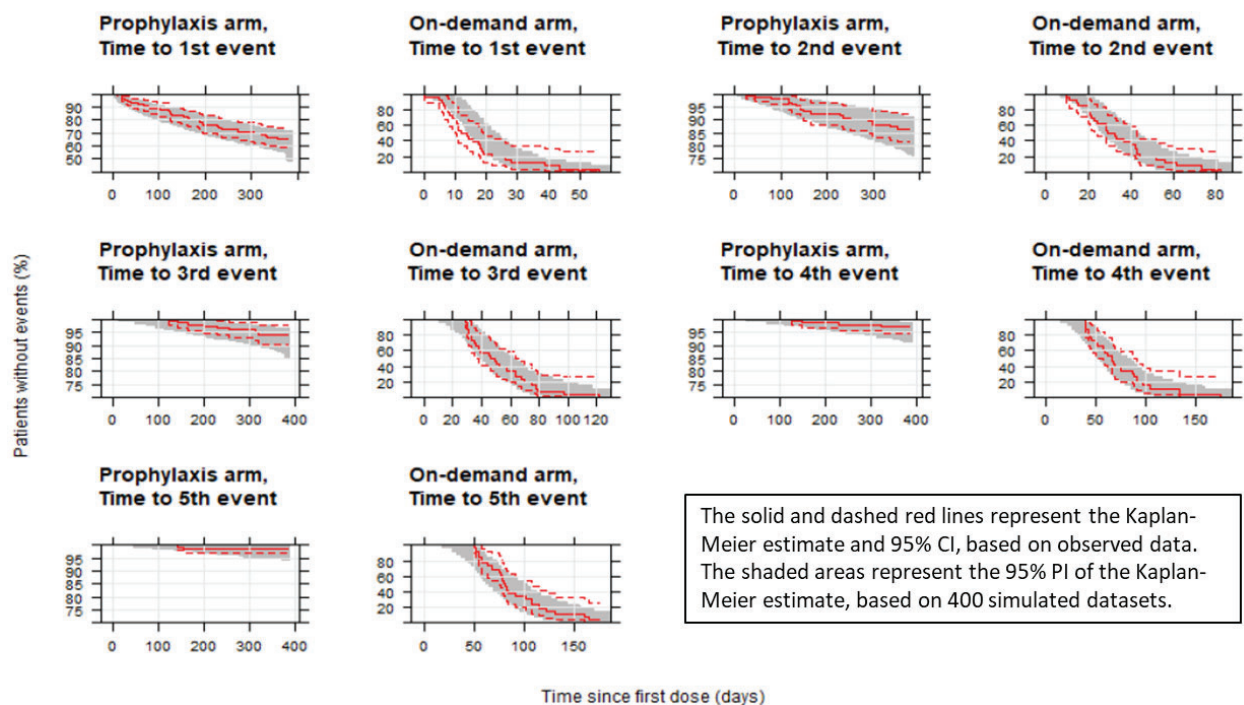 Prophylaxis arm,
Time to 1st event
On-demand arm,
Time to 1st event
Prophylaxis arm,
Time to 2nd event
On-demand arm,
Time to 2nd event
90
80
70
60
50
0 100 200 300
80
60
40
20
0 10 20 30 40 50
95
90
85
80
75
0 100 200 300
80
60
40
20
0 20 40 60 80
Patients without events (%)
Prophylaxis arm,
Time to 3rd event
On-demand arm,
Time to 3rd event
Prophylaxis arm,
Time to 4th event
On-demand arm,
Time to 4th event
95
90
85
80
75
0 100 200 300 400
80
60
40
20
0 20 40 60 80 100 120
95
90
85
80
75
0 100 200 300 400
80
60
40
20
0 50 100 150
Prophylaxis arm,
Time to 5th event
On-demand arm,
Time to 5th event
95
90
85
80
75
0 100 200 300 400
80
60
40
20
0 50 100 150
The solid and dashed red lines represent the Kaplan-
Meier estimate and 95% CI, based on observed data.
The shaded areas represent the 95% PI of the Kaplan-
Meier estimate, based on 400 simulated datasets.
Time since first dose (days)